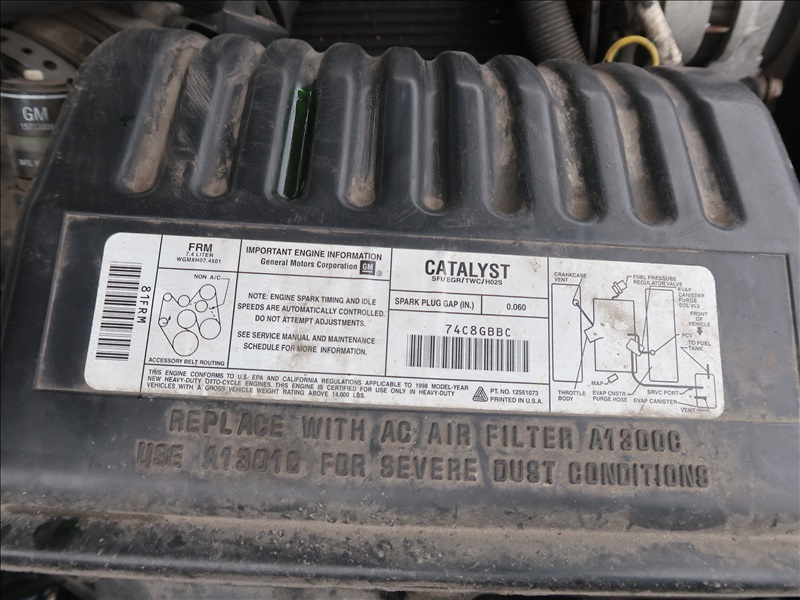 GM
FRM
7.4 LITER
WGMXH07.4501
NON A/C
ACCESSORY BELT ROUTING
81FRM
IMPORTANT ENGINE INFORMATION
General Motors Corporation GM
NOTE: ENGINE SPARK TIMING AND IDLE
SPEEDS ARE AUTOMATICALLY CONTROLLED.
DO NOT ATTEMPT ADJUSTMENTS.
SEE SERVICE MANUAL AND MAINTENANCE
SCHEDULE FOR MORE INFORMATION.
CATALYST
SFI/EGR/TWC/HO2S
SPARK PLUG GAP (IN.) 0.060
74C8GBBC
CRANKCASE
VENT
FUEL PRESSURE
REGULATOR VALVE
EVAP
CANISTER
PURGE
SOL VLV
FRONT
OF
VEHICLE
PCV
TO FUEL
TANK
MAP
THROTTLE
BODY
EVAP CNSTR
PURGE HOSE
SRVC PORT
EVAP CANISTER
VENT
THIS ENGINE CONFORMS TO U.S. EPA AND CALIFORNIA REGULATIONS APPLICABLE TO 1998 MODEL-YEAR
NEW HEAVY-DUTY OTTO-CYCLE ENGINES. THIS ENGINE IS CERTIFIED FOR USE ONLY IN HEAVY-DUTY
VEHICLES WITH A GROSS VEHICLE WEIGHT RATING ABOVE 14,000 LBS.
PT. NO. 12561073
PRINTED IN U.S.A.
REPLACE WITH AC AIR FILTER A1300C
USE A1301C FOR SEVERE DUST CONDITIONS